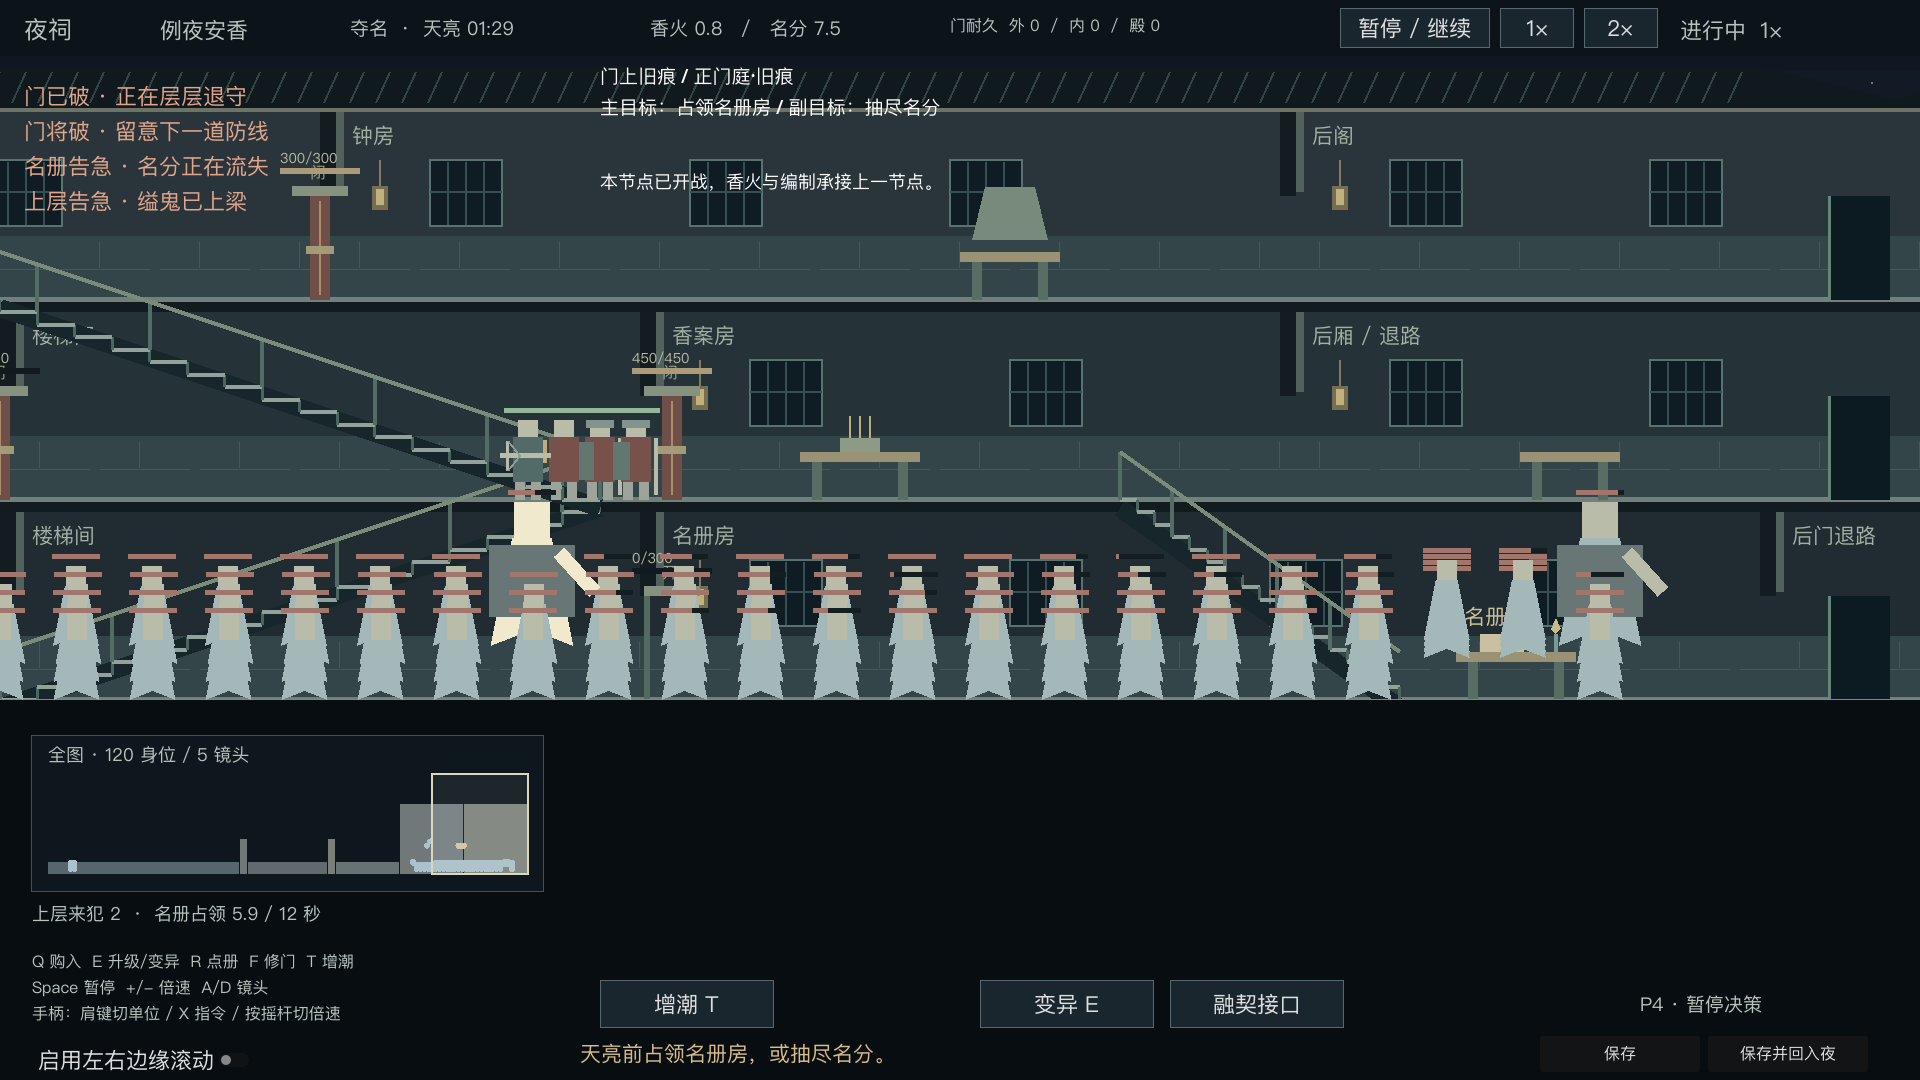 夜祠
例夜安香
夺名 · 天亮 01:29
香火 0.8 / 名分 7.5
门耐久 外 0 / 内 0 / 殿 0
暂停 / 继续
1×
2×
进行中 1×
门上旧痕 / 正门庭·旧痕
主目标：占领名册房 / 副目标：抽尽名分
本节点已开战，香火与编制承接上一节点。
门已破 · 正在层层退守
门将破 · 留意下一道防线
名册告急 · 名分正在流失
上层告急 · 缢鬼已上梁
300/300
闭
钟房
后阁
香案房
450/450
闭
后厢 / 退路
楼梯间
名册房
0/300
后门退路
名册
全图 · 120 身位 / 5 镜头
上层来犯 2 · 名册占领 5.9 / 12 秒
Q 购入 E 升级/变异 R 点册 F 修门 T 增潮
Space 暂停 +/− 倍速 A/D 镜头
手柄：肩键切单位 / X 指令 / 按摇杆切倍速
启用左右边缘滚动
增潮 T
变异 E
融契接口
天亮前占领名册房，或抽尽名分。
P4 · 暂停决策
保存
保存并回入夜